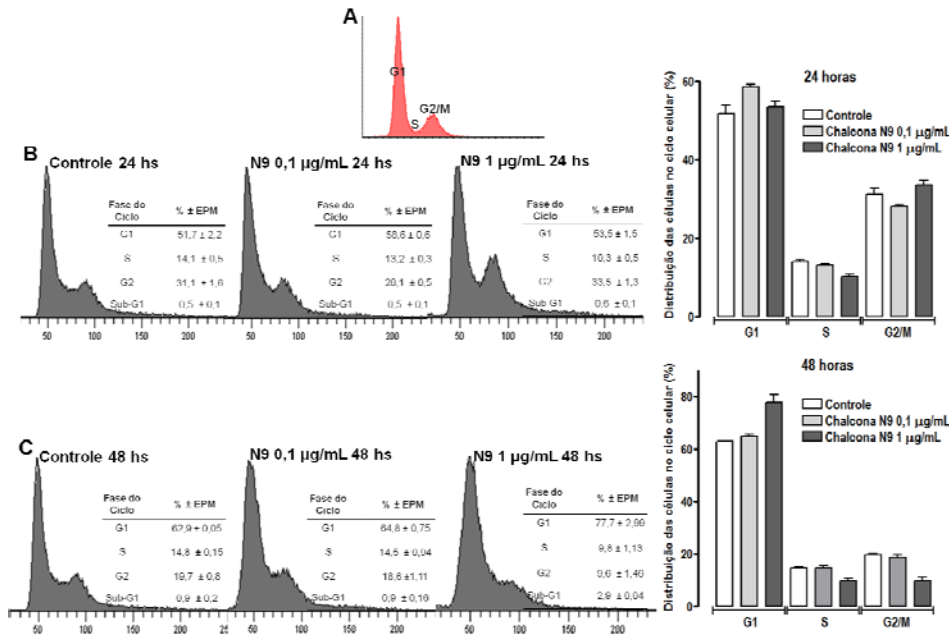 A
G1
S
G2/M
B
Controle 24 hs
Fase do Ciclo % ± EPM
G1 51,7 ± 2,2
S 14,1 ± 0,5
G2 31,1 ± 1,6
Sub-G1 0,5 ± 0,1
50 100 150 200
N9 0,1 µg/mL 24 hs
Fase do Ciclo % ± EPM
G1 58,6 ± 0,6
S 13,2 ± 0,3
G2 28,1 ± 0,5
Sub-G1 0,5 ± 0,1
50 100 150 200
N9 1 µg/mL 24 hs
Fase do Ciclo % ± EPM
G1 53,5 ± 1,5
S 10,3 ± 0,5
G2 33,5 ± 1,3
Sub-G1 0,6 ± 0,1
50 100 150 200
24 horas
Controle
Chalcona N9 0,1 µg/mL
Chalcona N9 1 µg/mL
Distribuição das células no ciclo celular (%)
60
40
20
0
G1 S G2/M
C
Controle 48 hs
Fase do Ciclo % ± EPM
G1 62,9 ± 0,05
S 14,8 ± 0,15
G2 19,7 ± 0,8
Sub-G1 0,9 ± 0,2
50 100 150 200
N9 0,1 µg/mL 48 hs
Fase do Ciclo % ± EPM
G1 64,8 ± 0,75
S 14,5 ± 0,94
G2 18,6 ± 1,11
Sub-G1 0,9 ± 0,16
50 100 150 200
N9 1 µg/mL 48 hs
Fase do Ciclo % ± EPM
G1 77,7 ± 2,99
S 9,8 ± 1,13
G2 9,6 ± 1,46
Sub-G1 2,9 ± 0,04
50 100 150 200
48 horas
Controle
Chalcona N9 0,1 µg/mL
Chalcona N9 1 µg/mL
Distribuição das células no ciclo celular (%)
80
60
40
20
0
G1 S G2/M